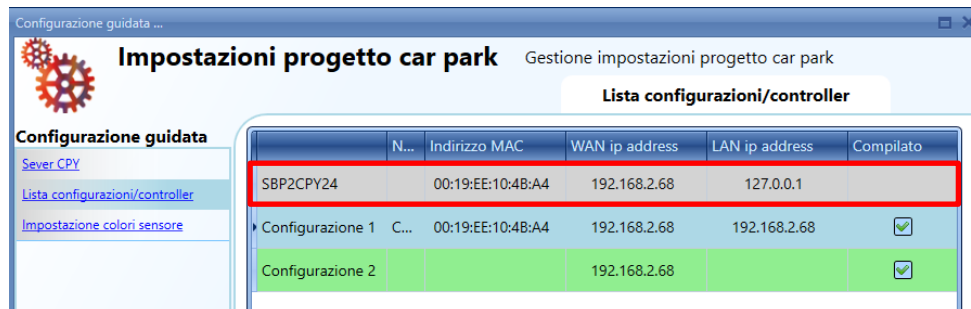 Configurazione guidata ...
Impostazioni progetto car park Gestione impostazioni progetto car park
Lista configurazioni/controller
Configurazione guidata
Sever CPY
Lista configurazioni/controller
Impostazione colori sensore
N... Indirizzo MAC WAN ip address LAN ip address Compilato
SBP2CPY24 00:19:EE:10:4B:A4 192.168.2.68 127.0.0.1
Configurazione 1 C... 00:19:EE:10:4B:A4 192.168.2.68 192.168.2.68
Configurazione 2 192.168.2.68